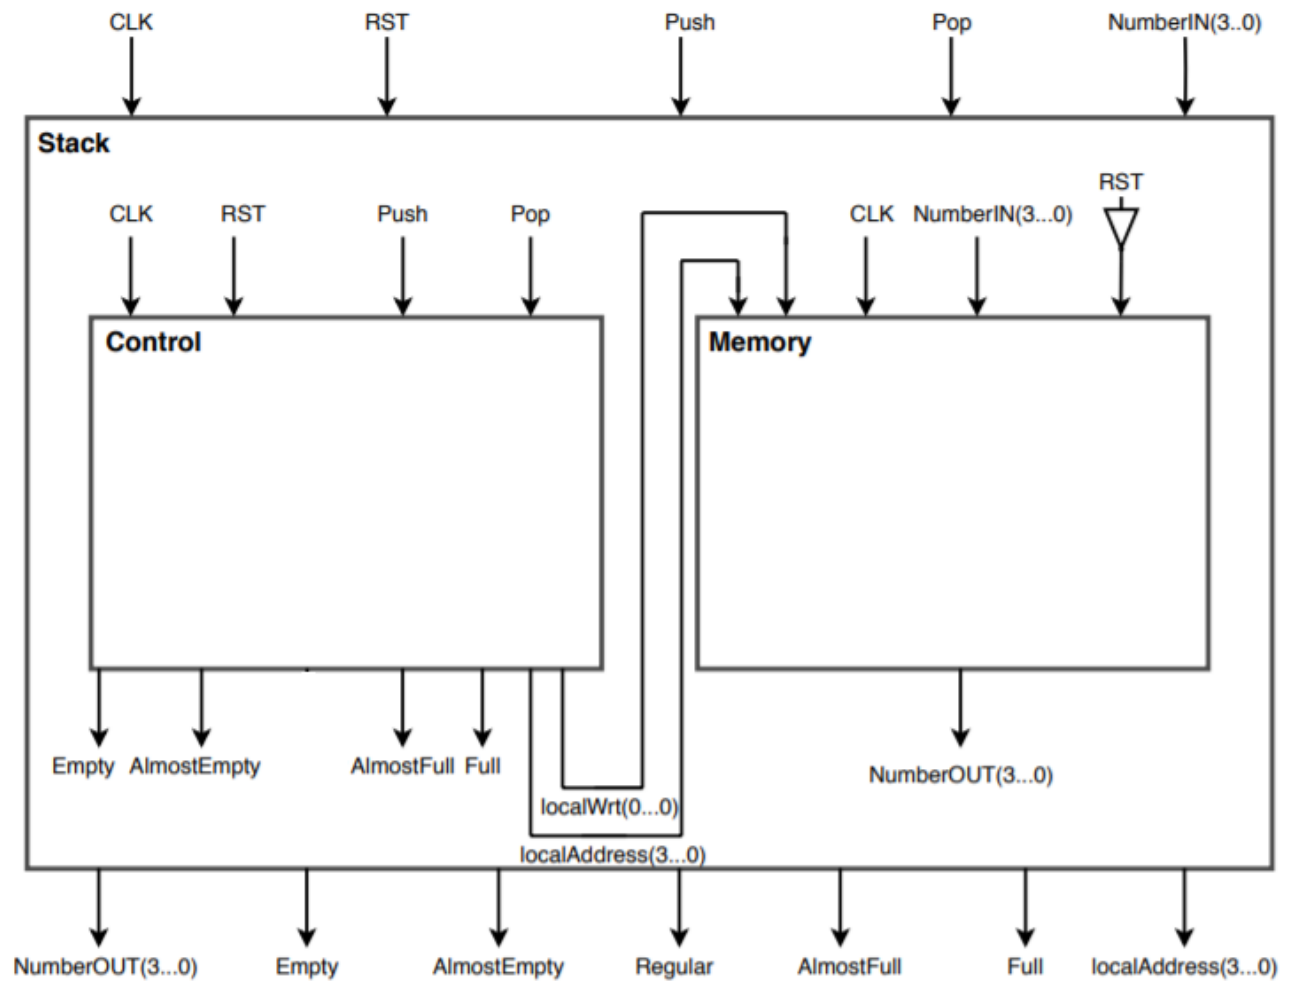 CLK
RST
Push
Pop
NumberIN(3..0)
Stack
RST
CLK
RST
Push
Pop
CLK
NumberIN(3...0)
Control
Memory
Empty
AlmostEmpty
AlmostFull
Full
NumberOUT(3...0)
localWrt(0...0)
localAddress(3...0)
NumberOUT(3...0)
Empty
AlmostEmpty
Regular
AlmostFull
Full
localAddress(3...0)